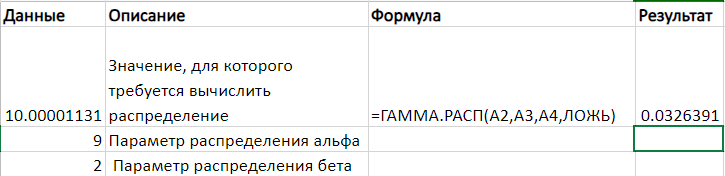 Данные Описание Формула Результат
Значение, для которого
требуется вычислить
10.00001131 распределение =ГАММА.РАСП(A2,A3,A4,ЛОЖЬ) 0.0326391
9 Параметр распределения альфа
2 Параметр распределения бета